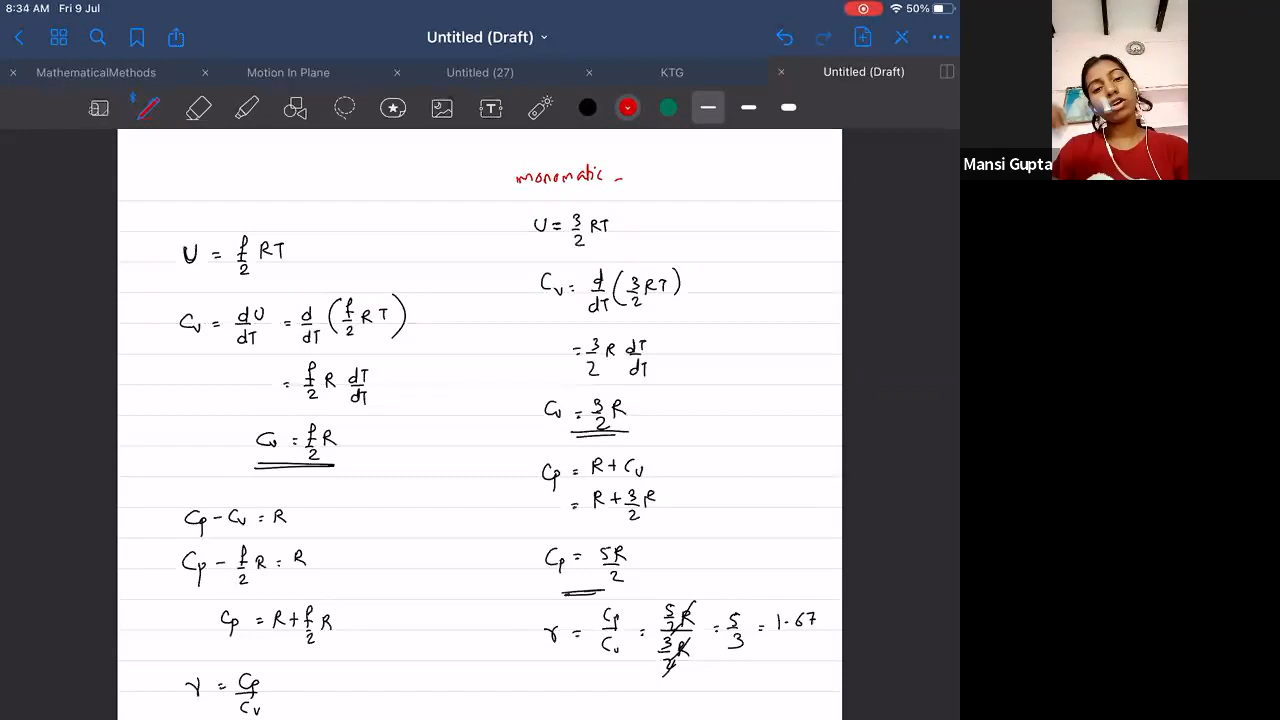 8:34 AM Fri 9 Jul
50%
Untitled (Draft)
MathematicalMethods
Motion In Plane
Untitled (27)
KTG
Untitled (Draft)
Mansi Gupta
U = f/2 RT
Cv = dU/dT = d/dT (f/2 RT)
= f/2 R dT/dT
Cv = f/2 R
Cp - Cv = R
Cp - f/2 R = R
Cp = R + f/2 R
γ = Cp/Cv
monomatic -
U = 3/2 RT
Cv = d/dT (3/2 RT)
= 3/2 R dT/dT
Cv = 3/2 R
Cp = R + Cv
= R + 3/2 R
Cp = 5R/2
γ = Cp/Cv = 5/2 R / 3/2 R = 5/3 = 1.67